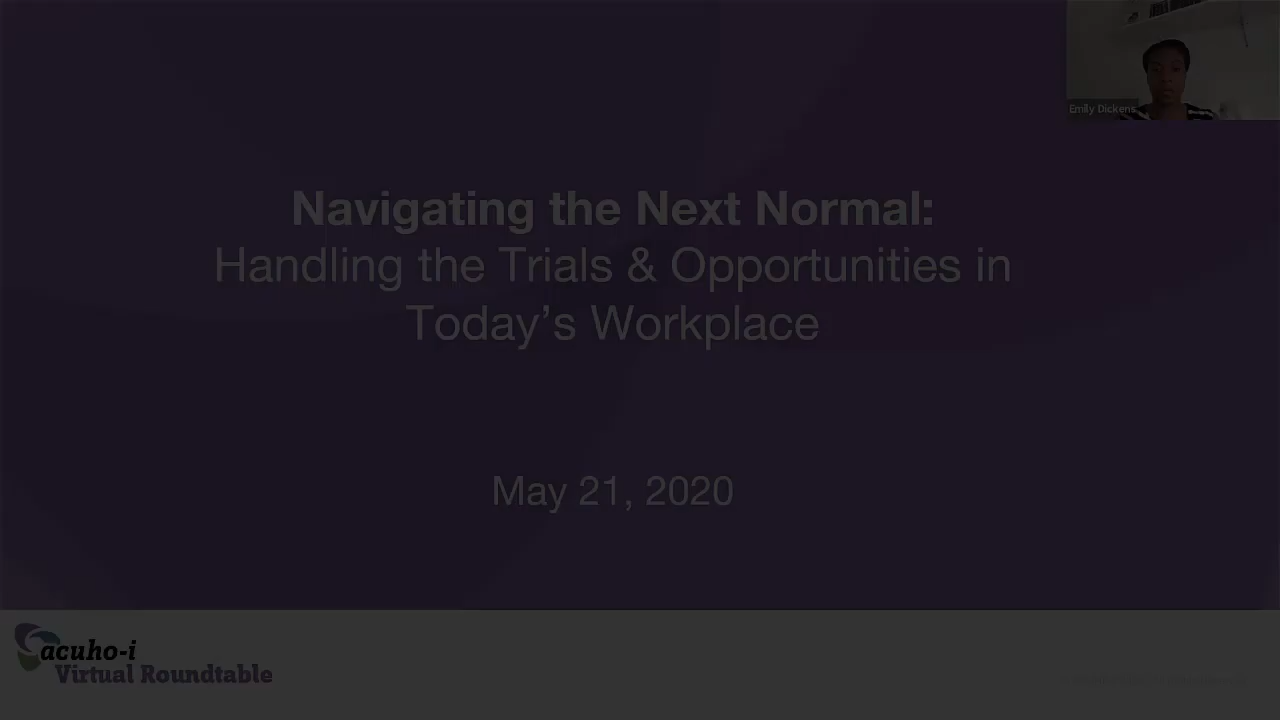 Emily Dickens
Navigating the Next Normal:
Handling the Trials & Opportunities in
Today's Workplace
May 21, 2020
acuho-i
Virtual Roundtable